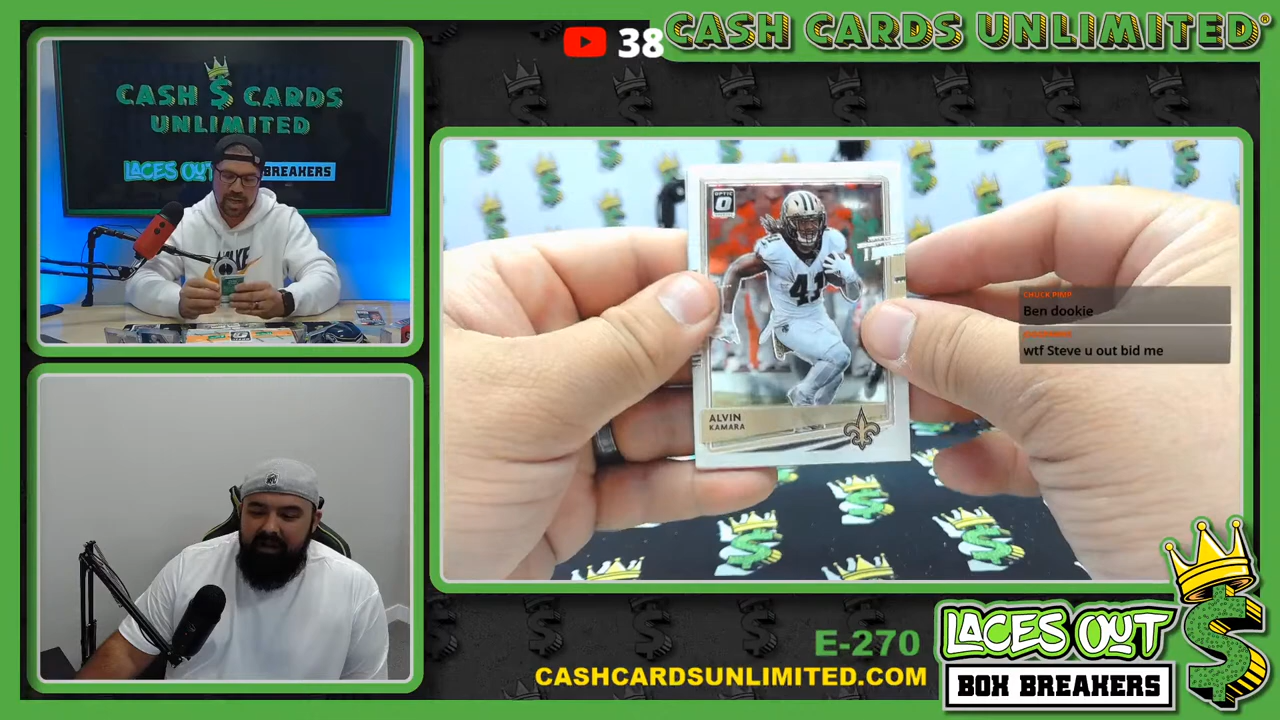 38
CASH CARDS UNLIMITED®
CASH $ CARDS
UNLIMITED
LACES OUT
BREAKERS
OPTIC
41
ALVIN
KAMARA
CHUCK PIMP
Ben dookie
wtf Steve u out bid me
E-270
CASHCARDSUNLIMITED.COM
LACES OUT
BOX BREAKERS